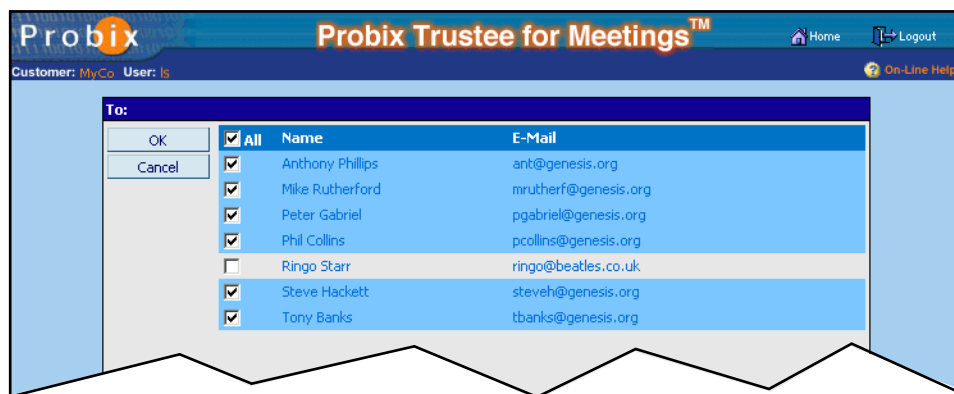 Probix Probix Trustee for Meetings™ Home Logout
Customer: MyCo User: ls On-Line Help
To:
OK All Name E-Mail
Cancel Anthony Phillips ant@genesis.org
Mike Rutherford mrutherf@genesis.org
Peter Gabriel pgabriel@genesis.org
Phil Collins pcollins@genesis.org
Ringo Starr ringo@beatles.co.uk
Steve Hackett steveh@genesis.org
Tony Banks tbanks@genesis.org